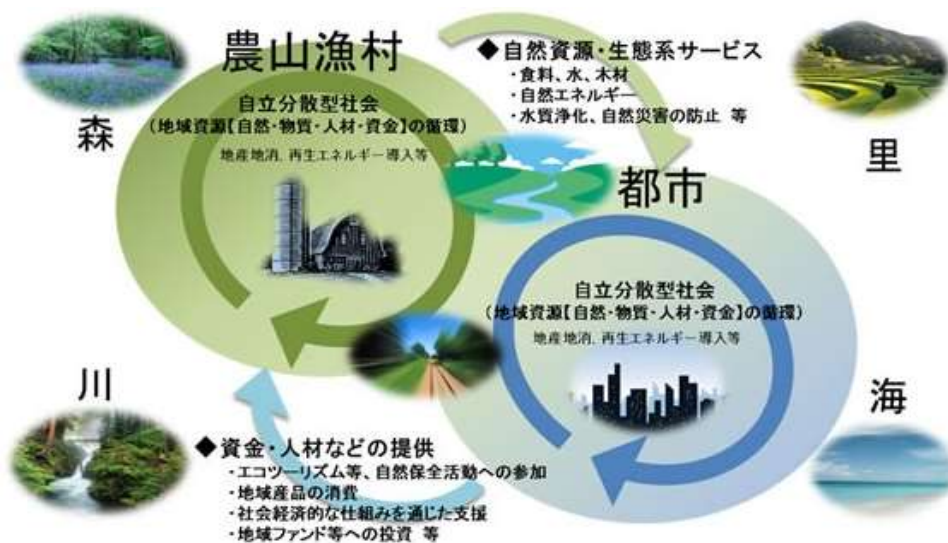 農山漁村
森
自立分散型社会
(地域資源【自然・物質・人材・資金】の循環)
地産地消、再生エネルギー導入等
◆自然資源・生態系サービス
・食料、水、木材
・自然エネルギー
・水質浄化、自然災害の防止 等
里
都市
自立分散型社会
(地域資源【自然・物質・人材・資金】の循環)
地産地消、再生エネルギー導入等
川
海
◆資金・人材などの提供
・エコツーリズム等、自然保全活動への参加
・地域産品の消費
・社会経済的な仕組みを通じた支援
・地域ファンド等への投資 等